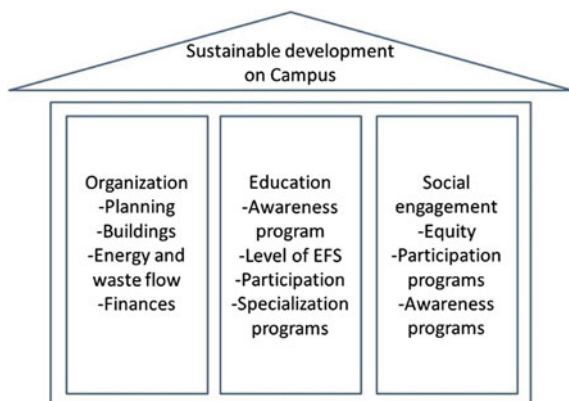 Sustainable development
on Campus
Organization
-Planning
-Buildings
-Energy and
waste flow
-Finances
Education
-Awareness
program
-Level of EFS
-Participation
-Specialization
programs
Social
engagement
-Equity
-Participation
programs
-Awareness
programs